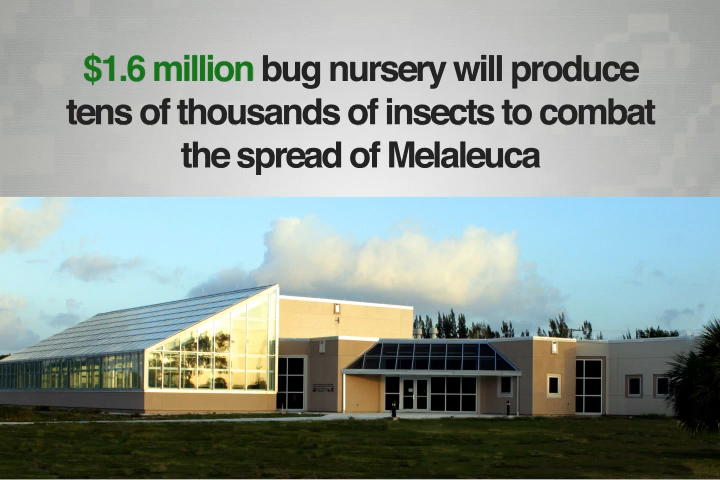 $1.6 million bug nursery will produce
tens of thousands of insects to combat
the spread of Melaleuca